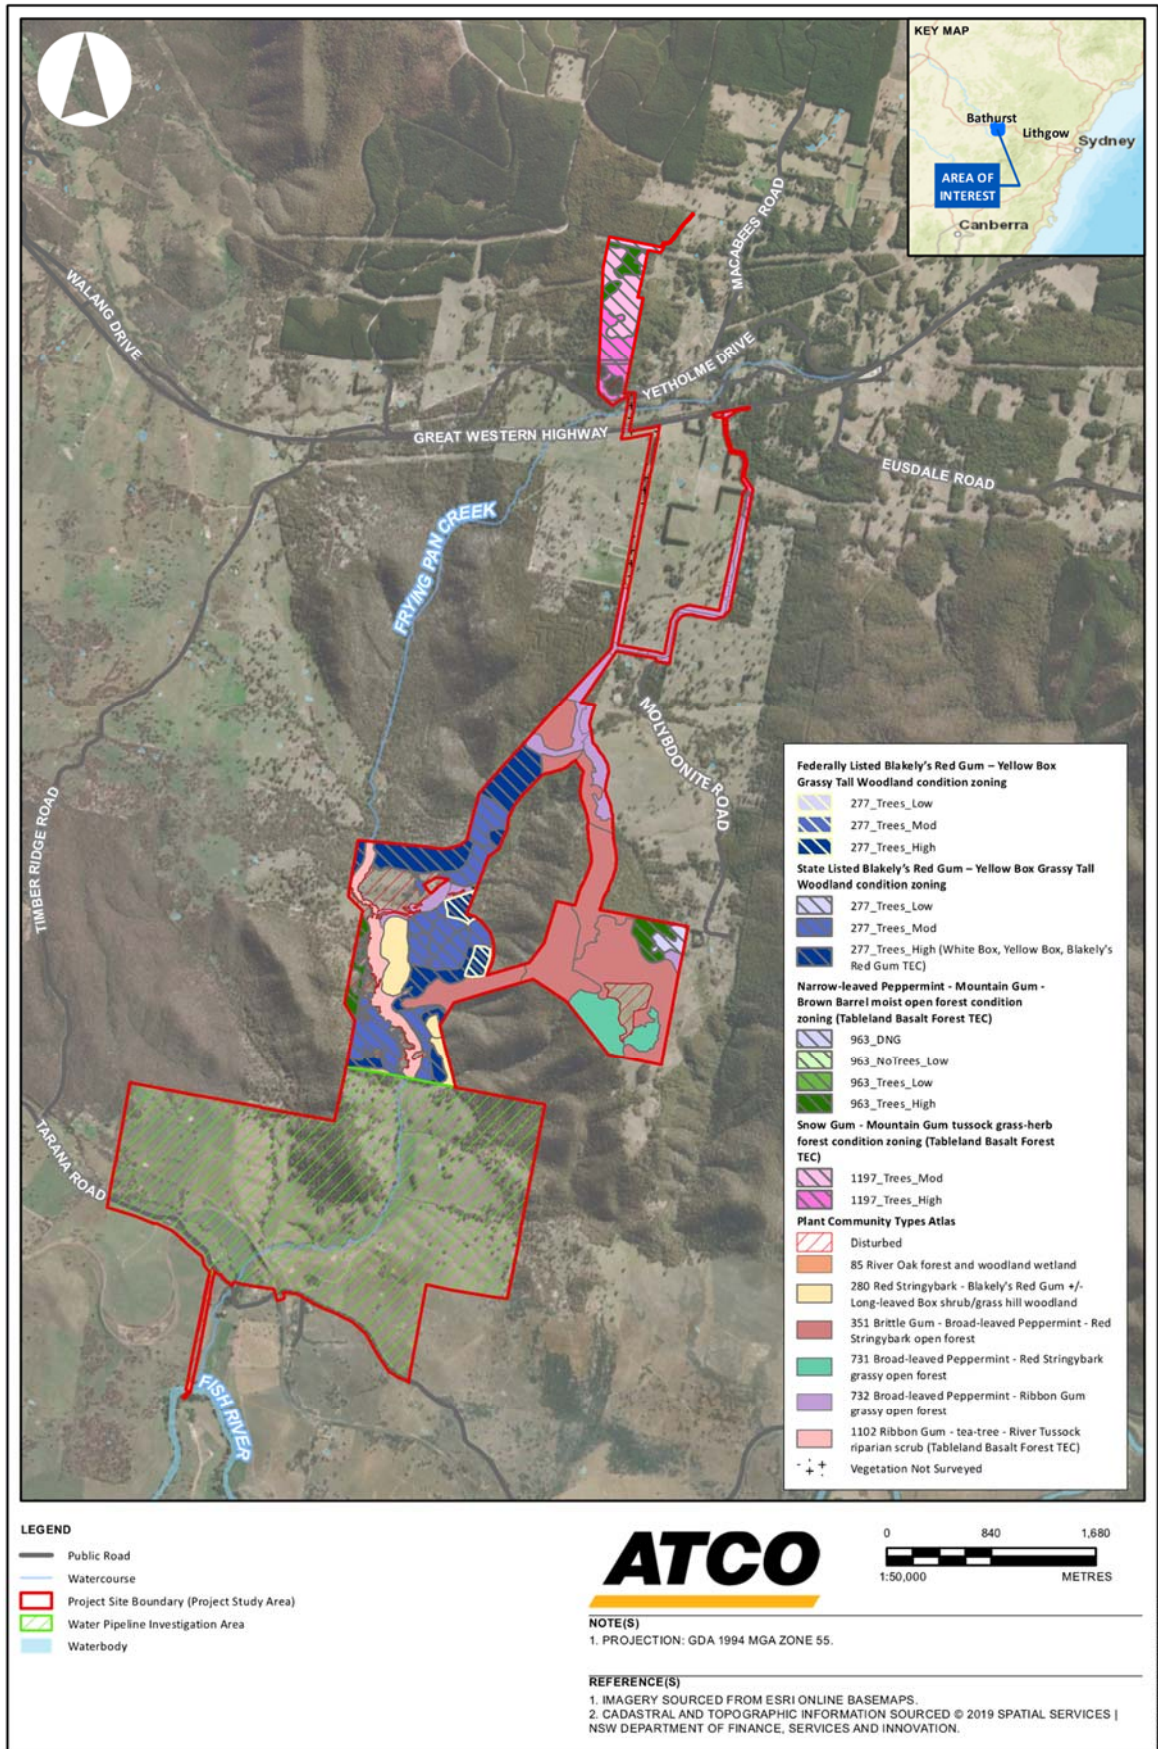 KEY MAP
Bathurst
Lithgow
Sydney
AREA OF
INTEREST
Canberra
WALANG DRIVE
MACABEES ROAD
YETHOLME DRIVE
GREAT WESTERN HIGHWAY
EUSDALE ROAD
FRYING PAN CREEK
MOLYBDONITE ROAD
TIMBER RIDGE ROAD
TARANA ROAD
FISH RIVER
Federally Listed Blakely's Red Gum – Yellow Box
Grassy Tall Woodland condition zoning
277_Trees_Low
277_Trees_Mod
277_Trees_High
State Listed Blakely's Red Gum – Yellow Box Grassy Tall
Woodland condition zoning
277_Trees_Low
277_Trees_Mod
277_Trees_High (White Box, Yellow Box, Blakely's
Red Gum TEC)
Narrow-leaved Peppermint - Mountain Gum -
Brown Barrel moist open forest condition
zoning (Tableland Basalt Forest TEC)
963_DNG
963_NoTrees_Low
963_Trees_Low
963_Trees_High
Snow Gum - Mountain Gum tussock grass-herb
forest condition zoning (Tableland Basalt Forest
TEC)
1197_Trees_Mod
1197_Trees_High
Plant Community Types Atlas
Disturbed
85 River Oak forest and woodland wetland
280 Red Stringybark - Blakely's Red Gum +/-
Long-leaved Box shrub/grass hill woodland
351 Brittle Gum - Broad-leaved Peppermint - Red
Stringybark open forest
731 Broad-leaved Peppermint - Red Stringybark
grassy open forest
732 Broad-leaved Peppermint - Ribbon Gum
grassy open forest
1102 Ribbon Gum - tea-tree - River Tussock
riparian scrub (Tableland Basalt Forest TEC)
Vegetation Not Surveyed
LEGEND
Public Road
Watercourse
Project Site Boundary (Project Study Area)
Water Pipeline Investigation Area
Waterbody
ATCO
0 840 1,680
1:50,000 METRES
NOTE(S)
1. PROJECTION: GDA 1994 MGA ZONE 55.
REFERENCE(S)
1. IMAGERY SOURCED FROM ESRI ONLINE BASEMAPS.
2. CADASTRAL AND TOPOGRAPHIC INFORMATION SOURCED © 2019 SPATIAL SERVICES |
NSW DEPARTMENT OF FINANCE, SERVICES AND INNOVATION.